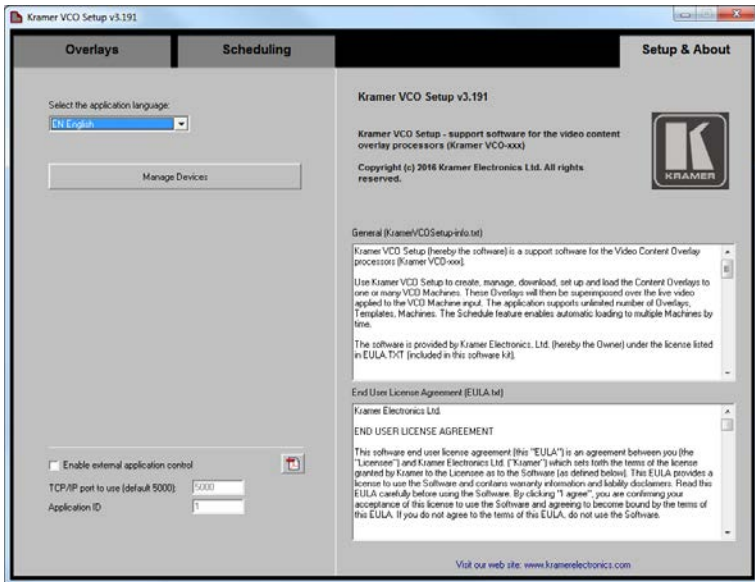 Kramer VCO Setup v3.191
Overlays
Scheduling
Setup & About
Select the application language:
EN English
Manage Devices
Enable external application control
TCP/IP port to use (default 5000):
5000
Application ID
1
Kramer VCO Setup v3.191
Kramer VCO Setup - support software for the video content
overlay processors (Kramer VCO-xxx)
Copyright (c) 2016 Kramer Electronics Ltd. All rights
reserved.
KRAMER
General (KramerVCOSetup-info.txt)
Kramer VCO Setup (hereby the software) is a support software for the Video Content Overlay
processors (Kramer VCO-xxx).
Use Kramer VCO Setup to create, manage, download, set up and load the Content Overlays to
one or many VCO Machines. These Overlays will then be superimposed over the live video
applied to the VCO Machine input. The application supports unlimited number of Overlays,
Templates, Machines. The Schedule feature enables automatic loading to multiple Machines by
time.
The software is provided by Kramer Electronics, Ltd. (hereby the Owner) under the license listed
in EULA.TXT (included in this software kit).
End User License Agreement (EULA.txt)
Kramer Electronics Ltd.
END USER LICENSE AGREEMENT
This software end user license agreement (this "EULA") is an agreement between you (the
"Licensee") and Kramer Electronics Ltd. ("Kramer") which sets forth the terms of the license
granted by Kramer to the Licensee as to the Software (as defined below). This EULA provides a
license to use the Software and contains warranty information and liability disclaimers. Read this
EULA carefully before using the Software. By clicking "I agree", you are confirming your
acceptance of this license to use the Software and agreeing to become bound by the terms of
this EULA. If you do not agree to the terms of this EULA, do not use the Software.
Visit our web site: www.kramerelectronics.com